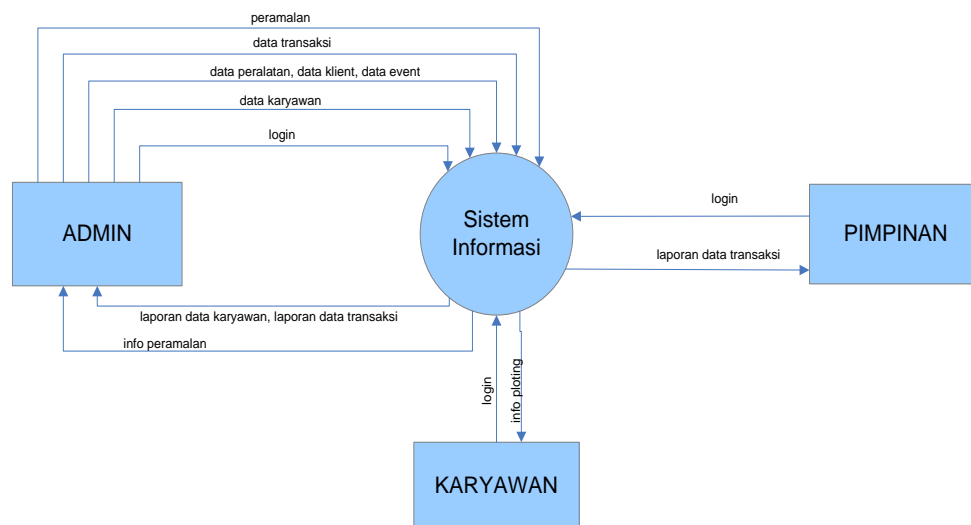 peramalan
data transaksi
data peralatan, data klient, data event
data karyawan
login
ADMIN
Sistem
Informasi
login
PIMPINAN
laporan data transaksi
laporan data karyawan, laporan data transaksi
info peramalan
login
info ploting
KARYAWAN